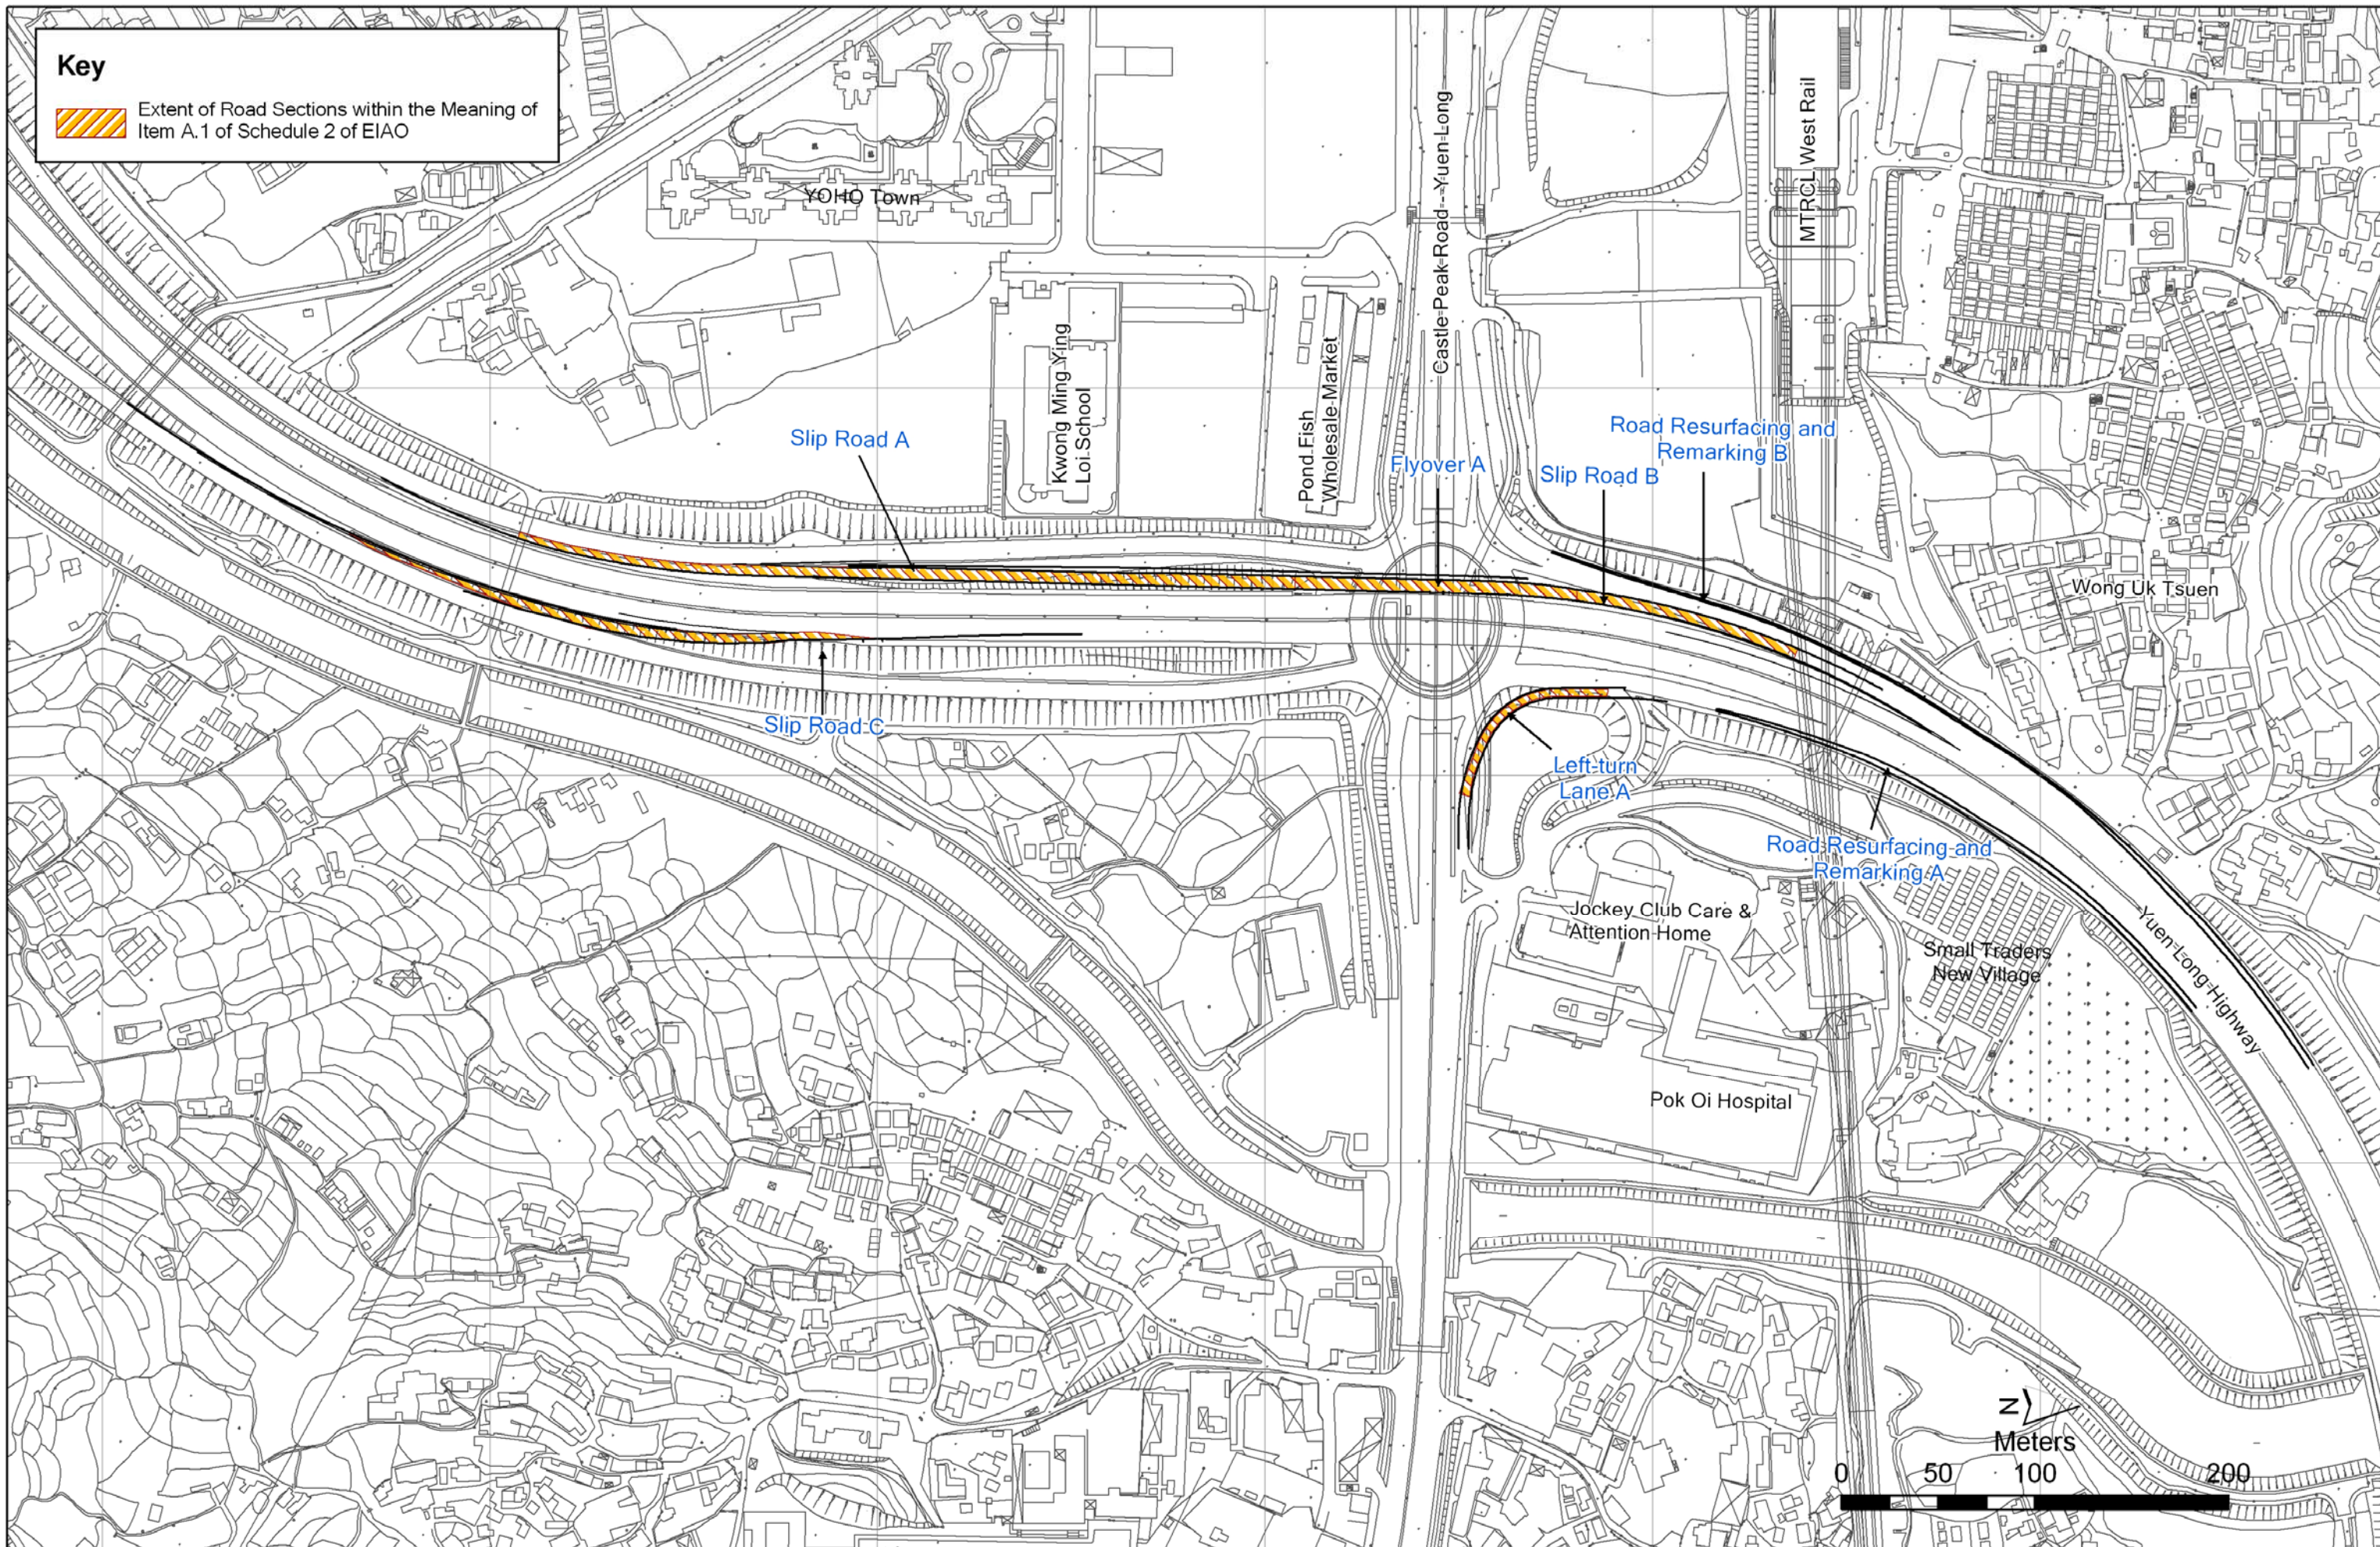 Key
Extent of Road Sections within the Meaning of
Item A.1 of Schedule 2 of EIAO
YOHO Town
Castle Peak Road - Yuen Long
MTRCL West Rail
Kwong Ming Ying
Loi School
Pond Fish
Wholesale Market
Slip Road A
Flyover A
Slip Road B
Road Resurfacing and
Remarking B
Wong Uk Tsuen
Slip Road C
Left turn
Lane A
Road Resurfacing and
Remarking A
Jockey Club Care &
Attention Home
Small Traders
New Village
Yuen Long Highway
Pok Oi Hospital
N
Meters
0 50 100 200